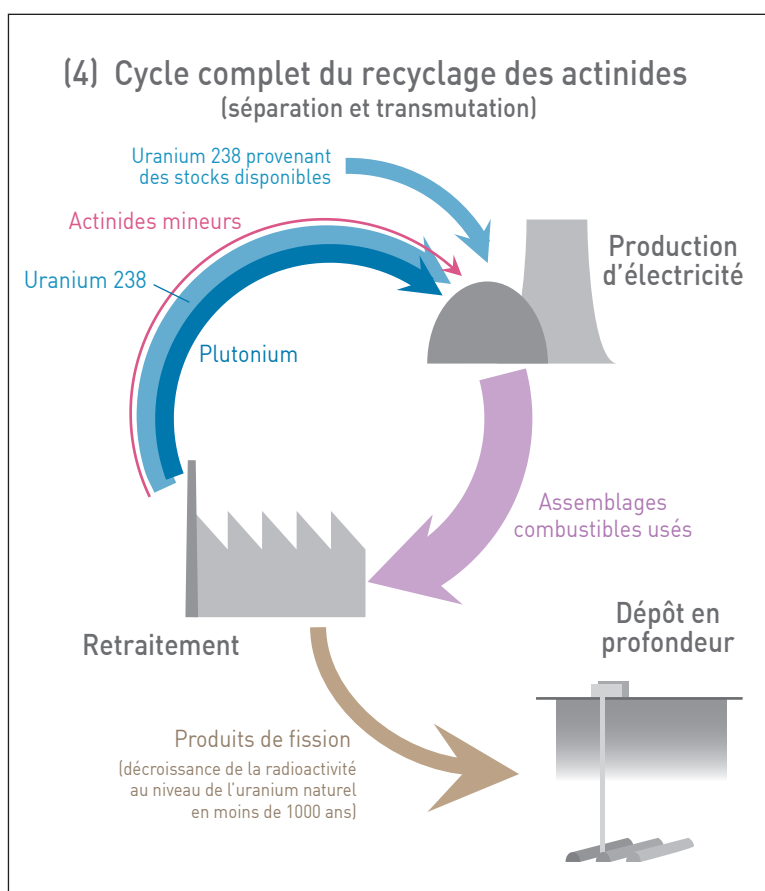 (4) Cycle complet du recyclage des actinides
(séparation et transmutation)
Uranium 238 provenant
des stocks disponibles
Actinides mineurs
Uranium 238
Plutonium
Production
d’électricité
Assemblages
combustibles usés
Retraitement
Dépôt en
profondeur
Produits de fission
(décroissance de la radioactivité
au niveau de l’uranium naturel
en moins de 1000 ans)